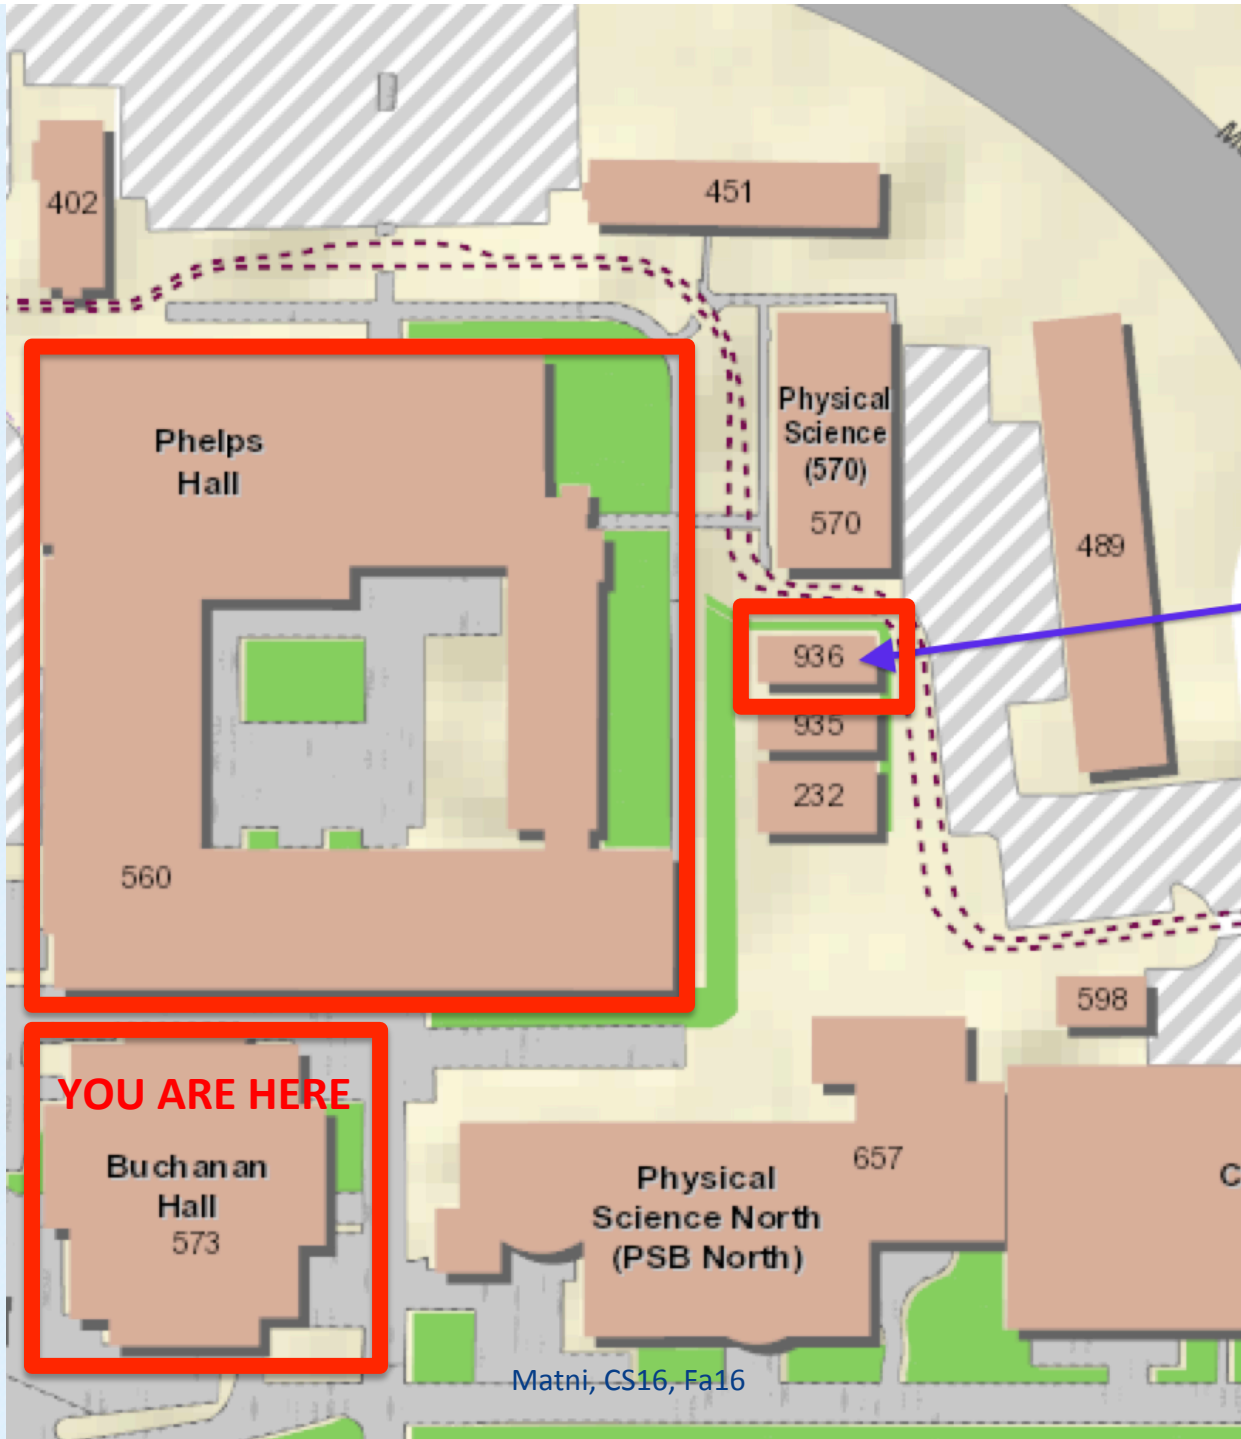 402
451
Phelps
Hall
Physical
Science
(570)
570
489
936
935
232
560
598
YOU ARE HERE
Buchanan
Hall
573
657
Physical
Science North
(PSB North)
C
Matni, CS16, Fa16